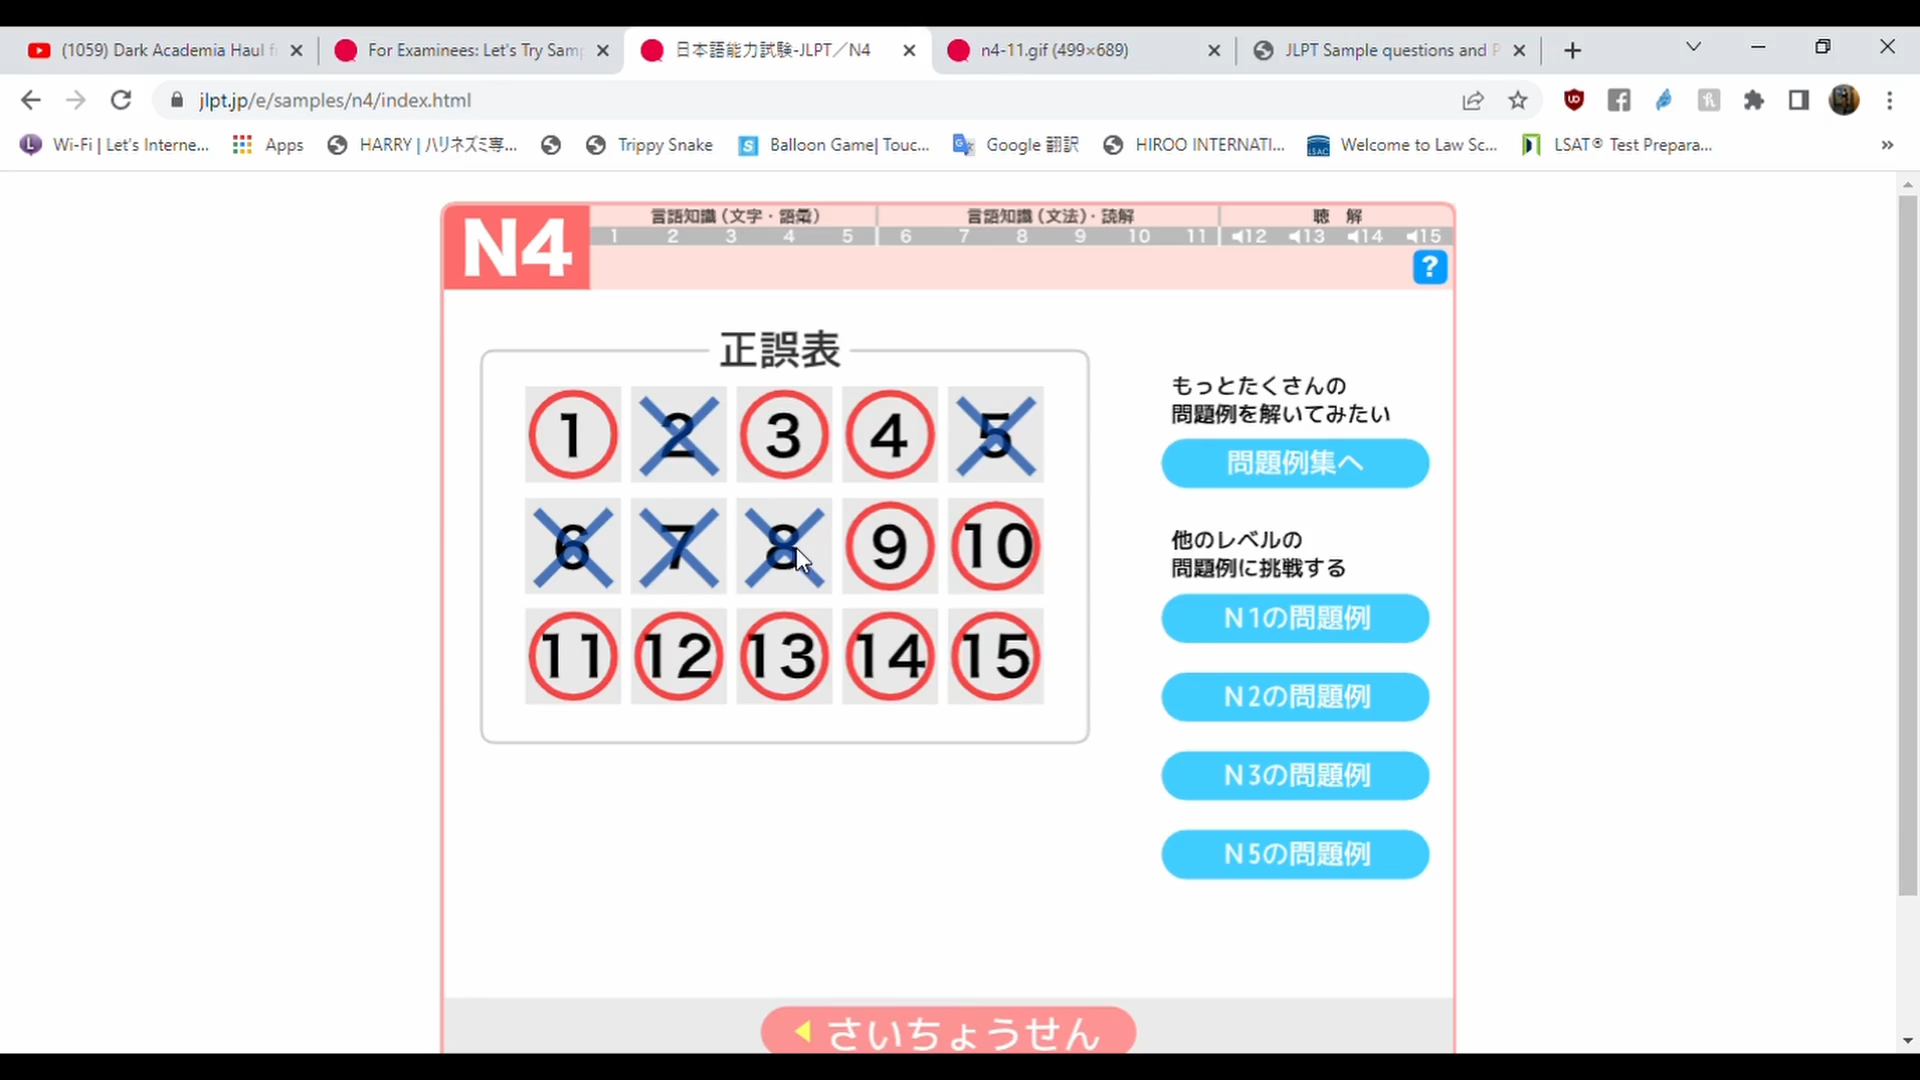 (1059) Dark Academia Haul f
For Examinees: Let's Try Samp
日本語能力試験-JLPT／N4
n4-11.gif (499×689)
JLPT Sample questions and P
jlpt.jp/e/samples/n4/index.html
Wi-Fi | Let's Interne...
Apps
HARRY | ハリネズミ専...
Trippy Snake
Balloon Game| Touc...
Google 翻訳
HIROO INTERNATI...
Welcome to Law Sc...
LSAT® Test Prepara...
N4
言語知識（文字・語彙）
言語知識（文法）・読解
聴 解
1 2 3 4 5 6 7 8 9 10 11 12 13 14 15
?
正誤表
1 2 3 4 5
6 7 8 9 10
11 12 13 14 15
もっとたくさんの
問題例を解いてみたい
問題例集へ
他のレベルの
問題例に挑戦する
N1の問題例
N2の問題例
N3の問題例
N5の問題例
さいちょうせん